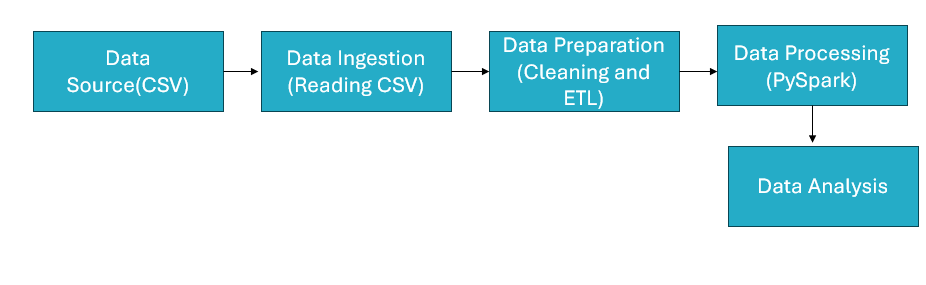 Data
Source(CSV)
Data Ingestion
(Reading CSV)
Data Preparation
(Cleaning and
ETL)
Data Processing
(PySpark)
Data Analysis